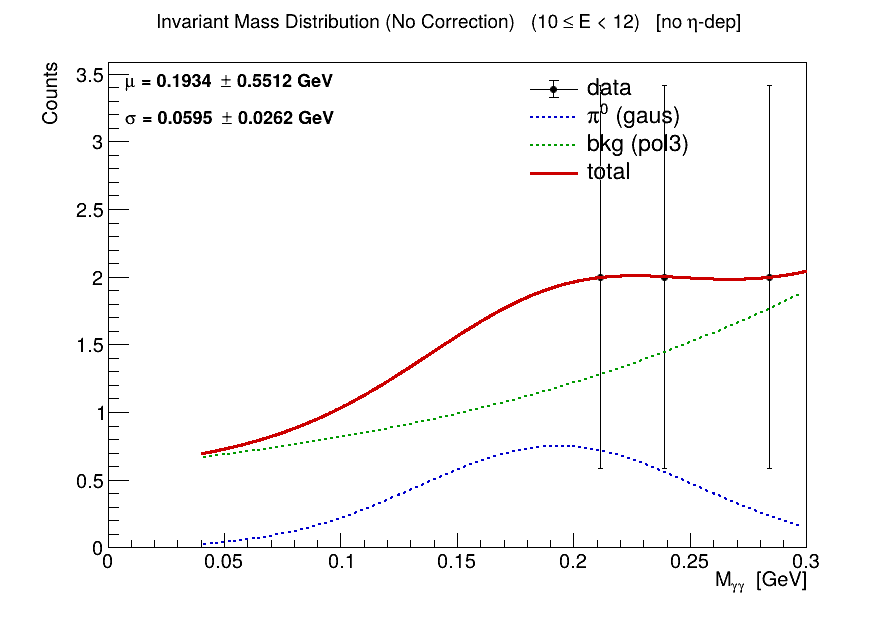 Invariant Mass Distribution (No Correction) (10 ≤ E < 12) [no η-dep]
Counts
μ = 0.1934 ± 0.5512 GeV
σ = 0.0595 ± 0.0262 GeV
data
π⁰ (gaus)
bkg (pol3)
total
3.5
3
2.5
2
1.5
1
0.5
0
0 0.05 0.1 0.15 0.2 0.25 0.3
Mγγ [GeV]